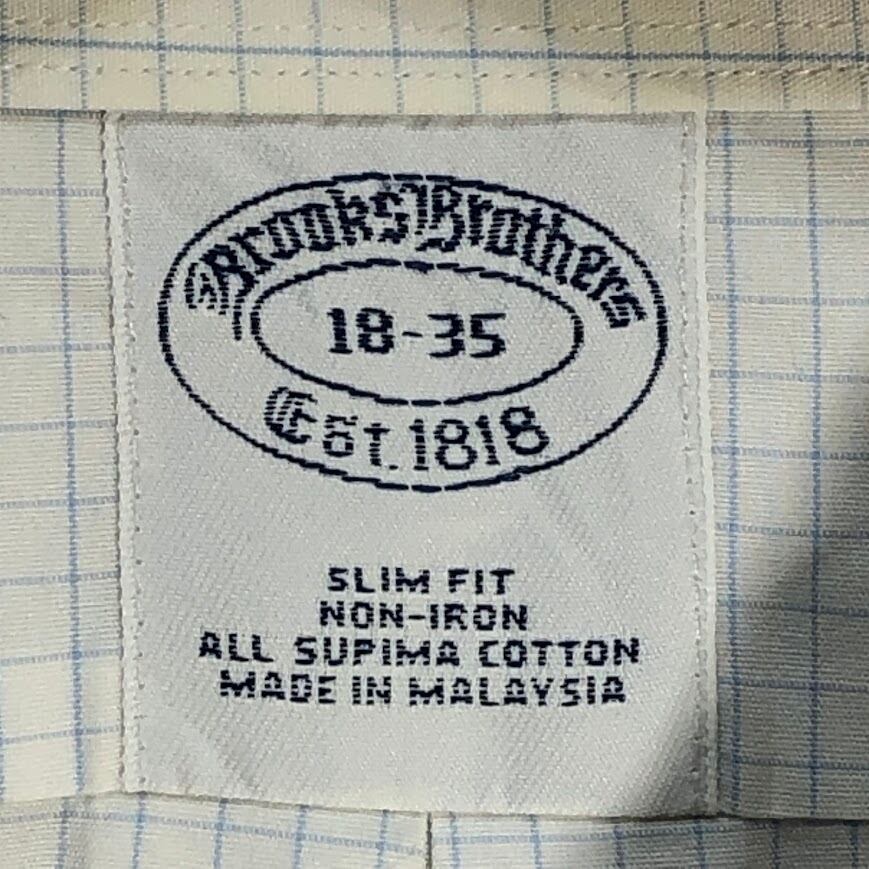 Brooks Brothers
18-35
Est. 1818
SLIM FIT
NON-IRON
ALL SUPIMA COTTON
MADE IN MALAYSIA